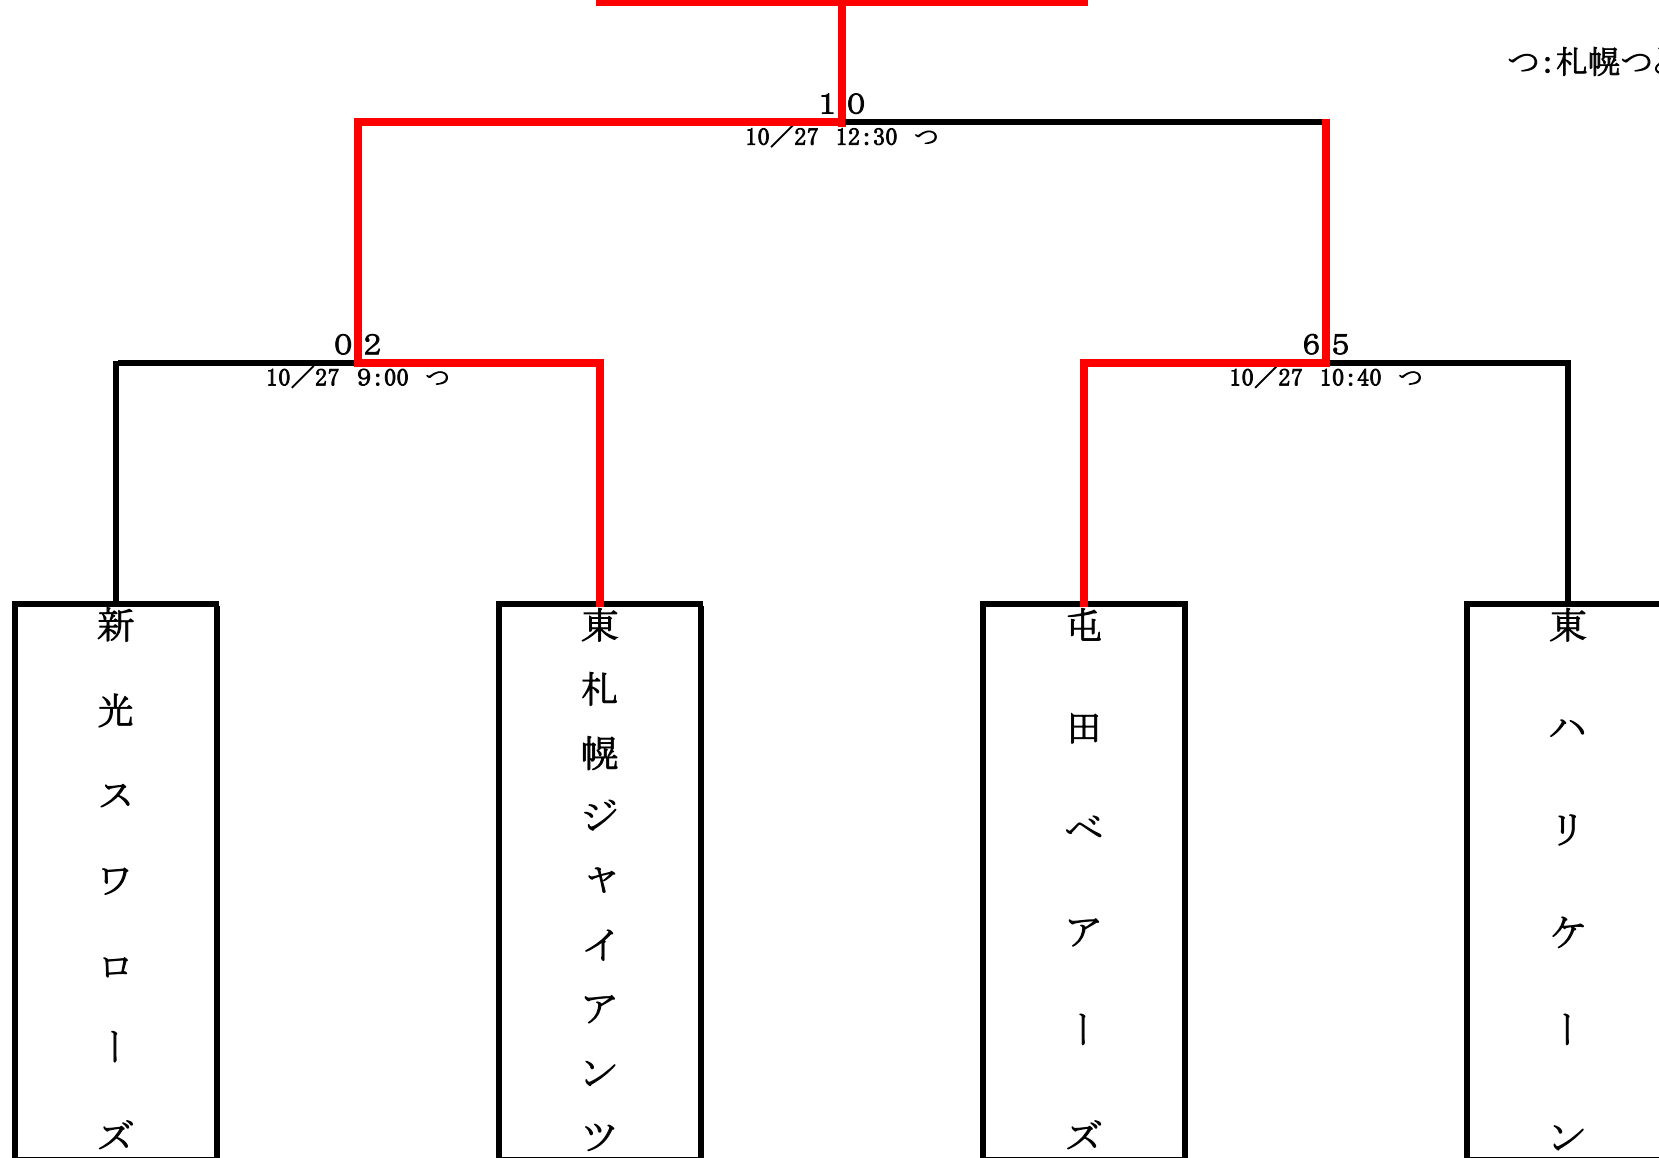 つ:札幌つ
1 0
10/27 12:30 つ
0 2
10/27 9:00 つ
6 5
10/27 10:40 つ
新光スワローズ
東札幌ジャイアンツ
屯田ベアーズ
東ハリケーン